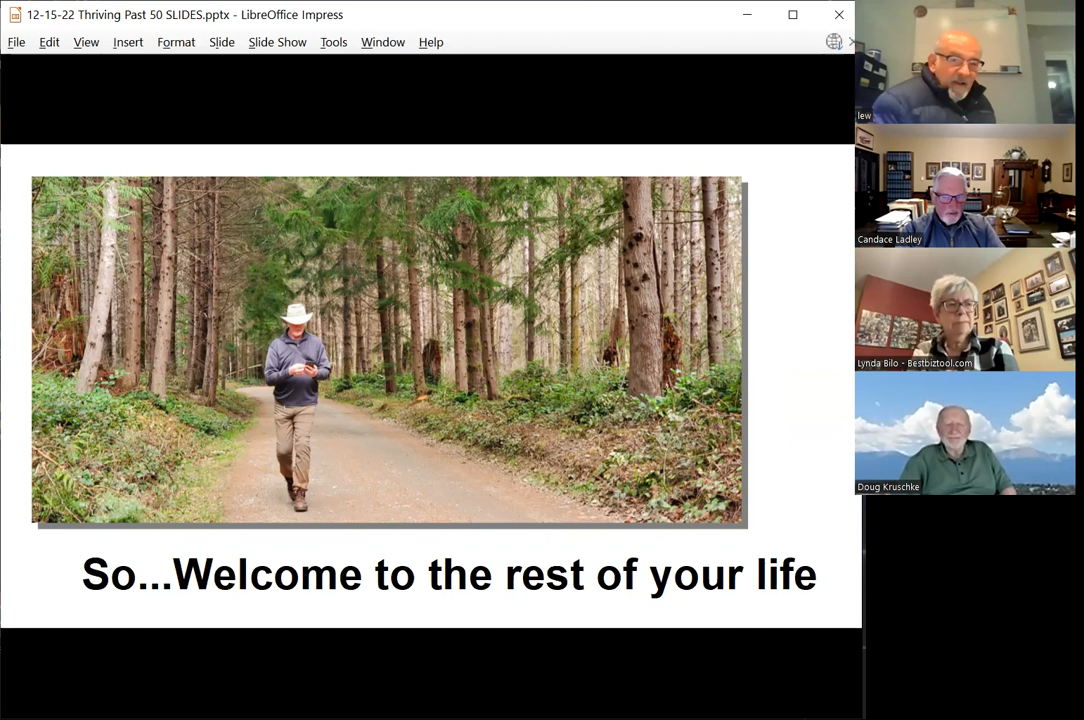 12-15-22 Thriving Past 50 SLIDES.pptx - LibreOffice Impress
File Edit View Insert Format Slide Slide Show Tools Window Help
So...Welcome to the rest of your life
lew
Candace Ladley
Lynda Bilo - Bestbiztool.com
Doug Kruschke